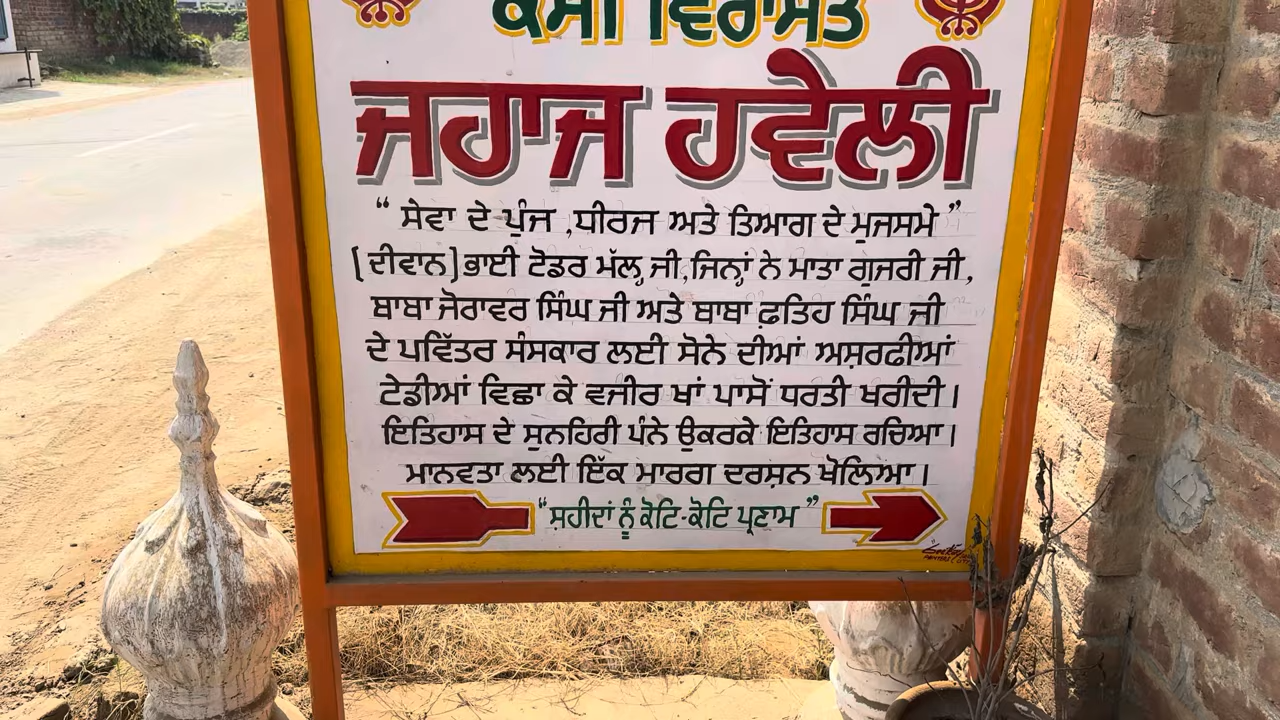 ਵਿਰਾਸਤ
ਜਹਾਜ ਹਵੇਲੀ
“ ਸੇਵਾ ਦੇ ਪੁੰਜ ,ਧੀਰਜ ਅਤੇ ਤਿਆਗ ਦੇ ਮੁਜਸਮੇ ”
[ਦੀਵਾਨ]ਭਾਈ ਟੋਡਰ ਮੱਲ੍ਹ ਜੀ,ਜਿਨ੍ਹਾਂ ਨੇ ਮਾਤਾ ਗੁਜਰੀ ਜੀ,
ਬਾਬਾ ਜੋਰਾਵਰ ਸਿੰਘ ਜੀ ਅਤੇ ਬਾਬਾ ਫ਼ਤਿਹ ਸਿੰਘ ਜੀ
ਦੇ ਪਵਿੱਤਰ ਸੰਸਕਾਰ ਲਈ ਸੋਨੇ ਦੀਆਂ ਅਸ਼ਰਫੀਆਂ
ਟੇਡੀਆਂ ਵਿਛਾ ਕੇ ਵਜੀਰ ਖਾਂ ਪਾਸੋਂ ਧਰਤੀ ਖਰੀਦੀ।
ਇਤਿਹਾਸ ਦੇ ਸੁਨਹਿਰੀ ਪੰਨੇ ਉਕਰਕੇ ਇਤਿਹਾਸ ਰਚਿਆ।
ਮਾਨਵਤਾ ਲਈ ਇੱਕ ਮਾਰਗ ਦਰਸ਼ਨ ਖੋਲਿਆ।
“ਸ਼ਹੀਦਾਂ ਨੂੰ ਕੋਟਿ-ਕੋਟਿ ਪ੍ਰਣਾਮ ”